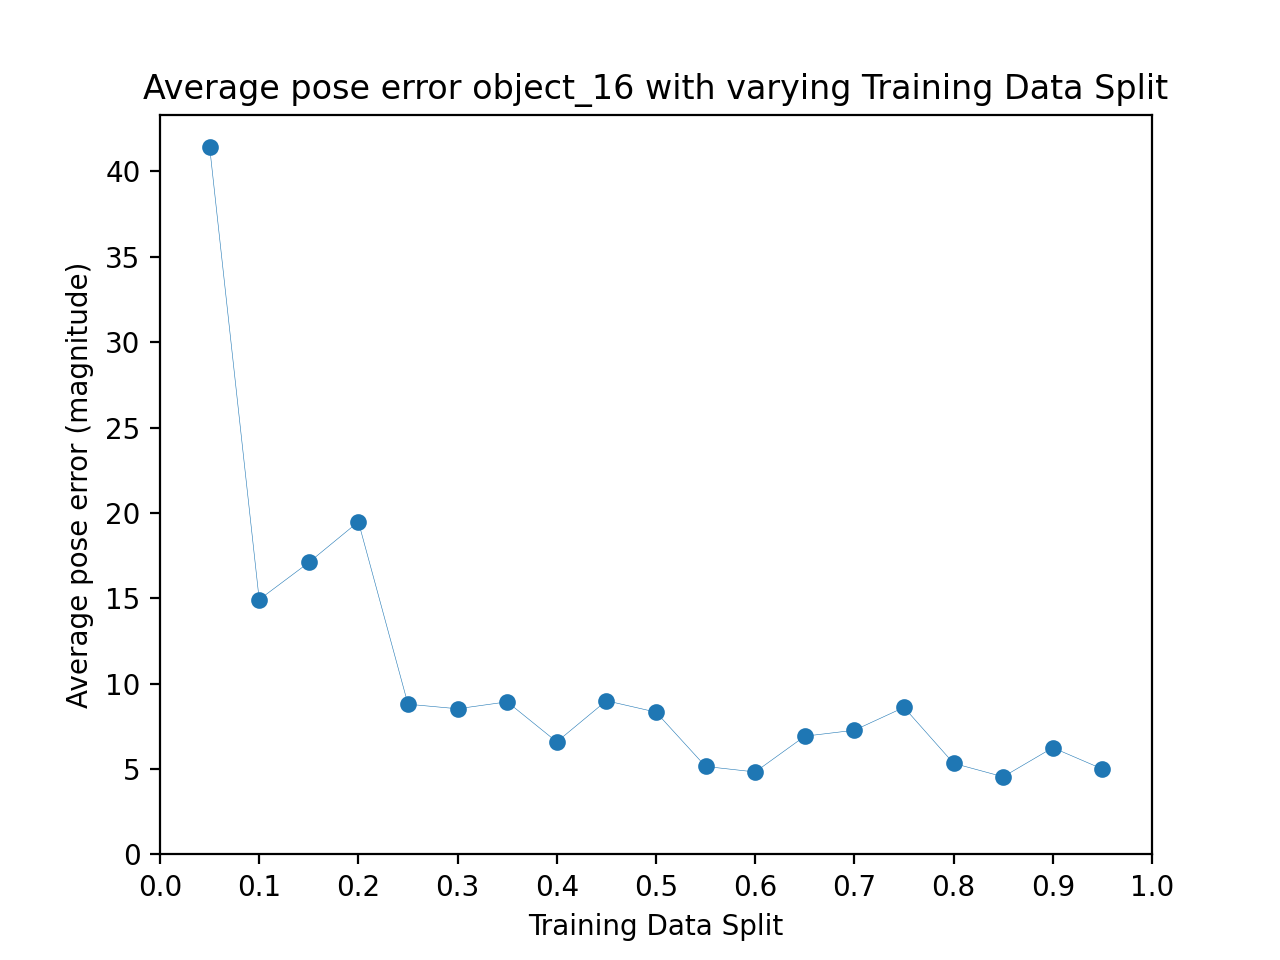 Average pose error object_16 with varying Training Data Split
Average pose error (magnitude)
40
35
30
25
20
15
10
5
0
0.0 0.1 0.2 0.3 0.4 0.5 0.6 0.7 0.8 0.9 1.0
Training Data Split